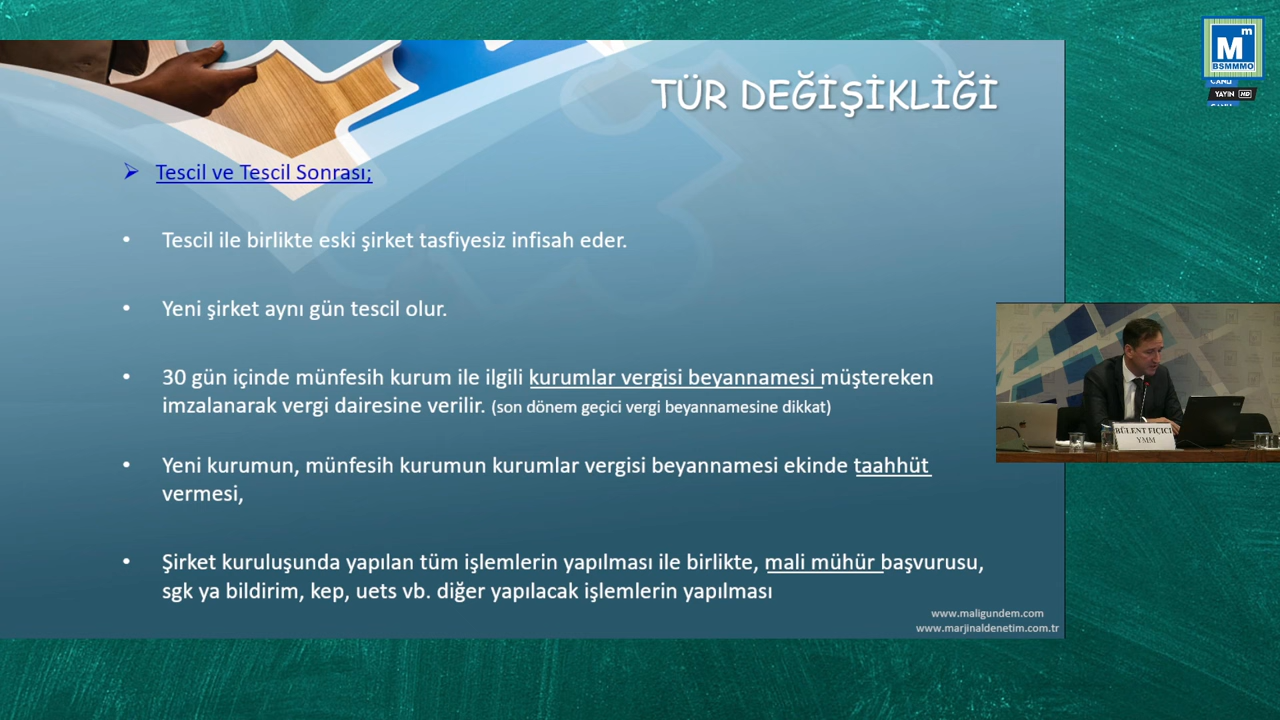 TÜR DEĞİŞİKLİĞİ
Tescil ve Tescil Sonrası;
Tescil ile birlikte eski şirket tasfiyesiz infisah eder.
Yeni şirket aynı gün tescil olur.
30 gün içinde münfesih kurum ile ilgili kurumlar vergisi beyannamesi müştereken
imzalanarak vergi dairesine verilir. (son dönem geçici vergi beyannamesine dikkat)
Yeni kurumun, münfesih kurumun kurumlar vergisi beyannamesi ekinde taahhüt
vermesi,
Şirket kuruluşunda yapılan tüm işlemlerin yapılması ile birlikte, mali mühür başvurusu,
sgk ya bildirim, kep, uets vb. diğer yapılacak işlemlerin yapılması
www.maligundem.com
www.marjinaldenetim.com.tr
Mm
BSMMMO
CANLI
YAYIN HD
BÜLENT FIÇICI
YMM